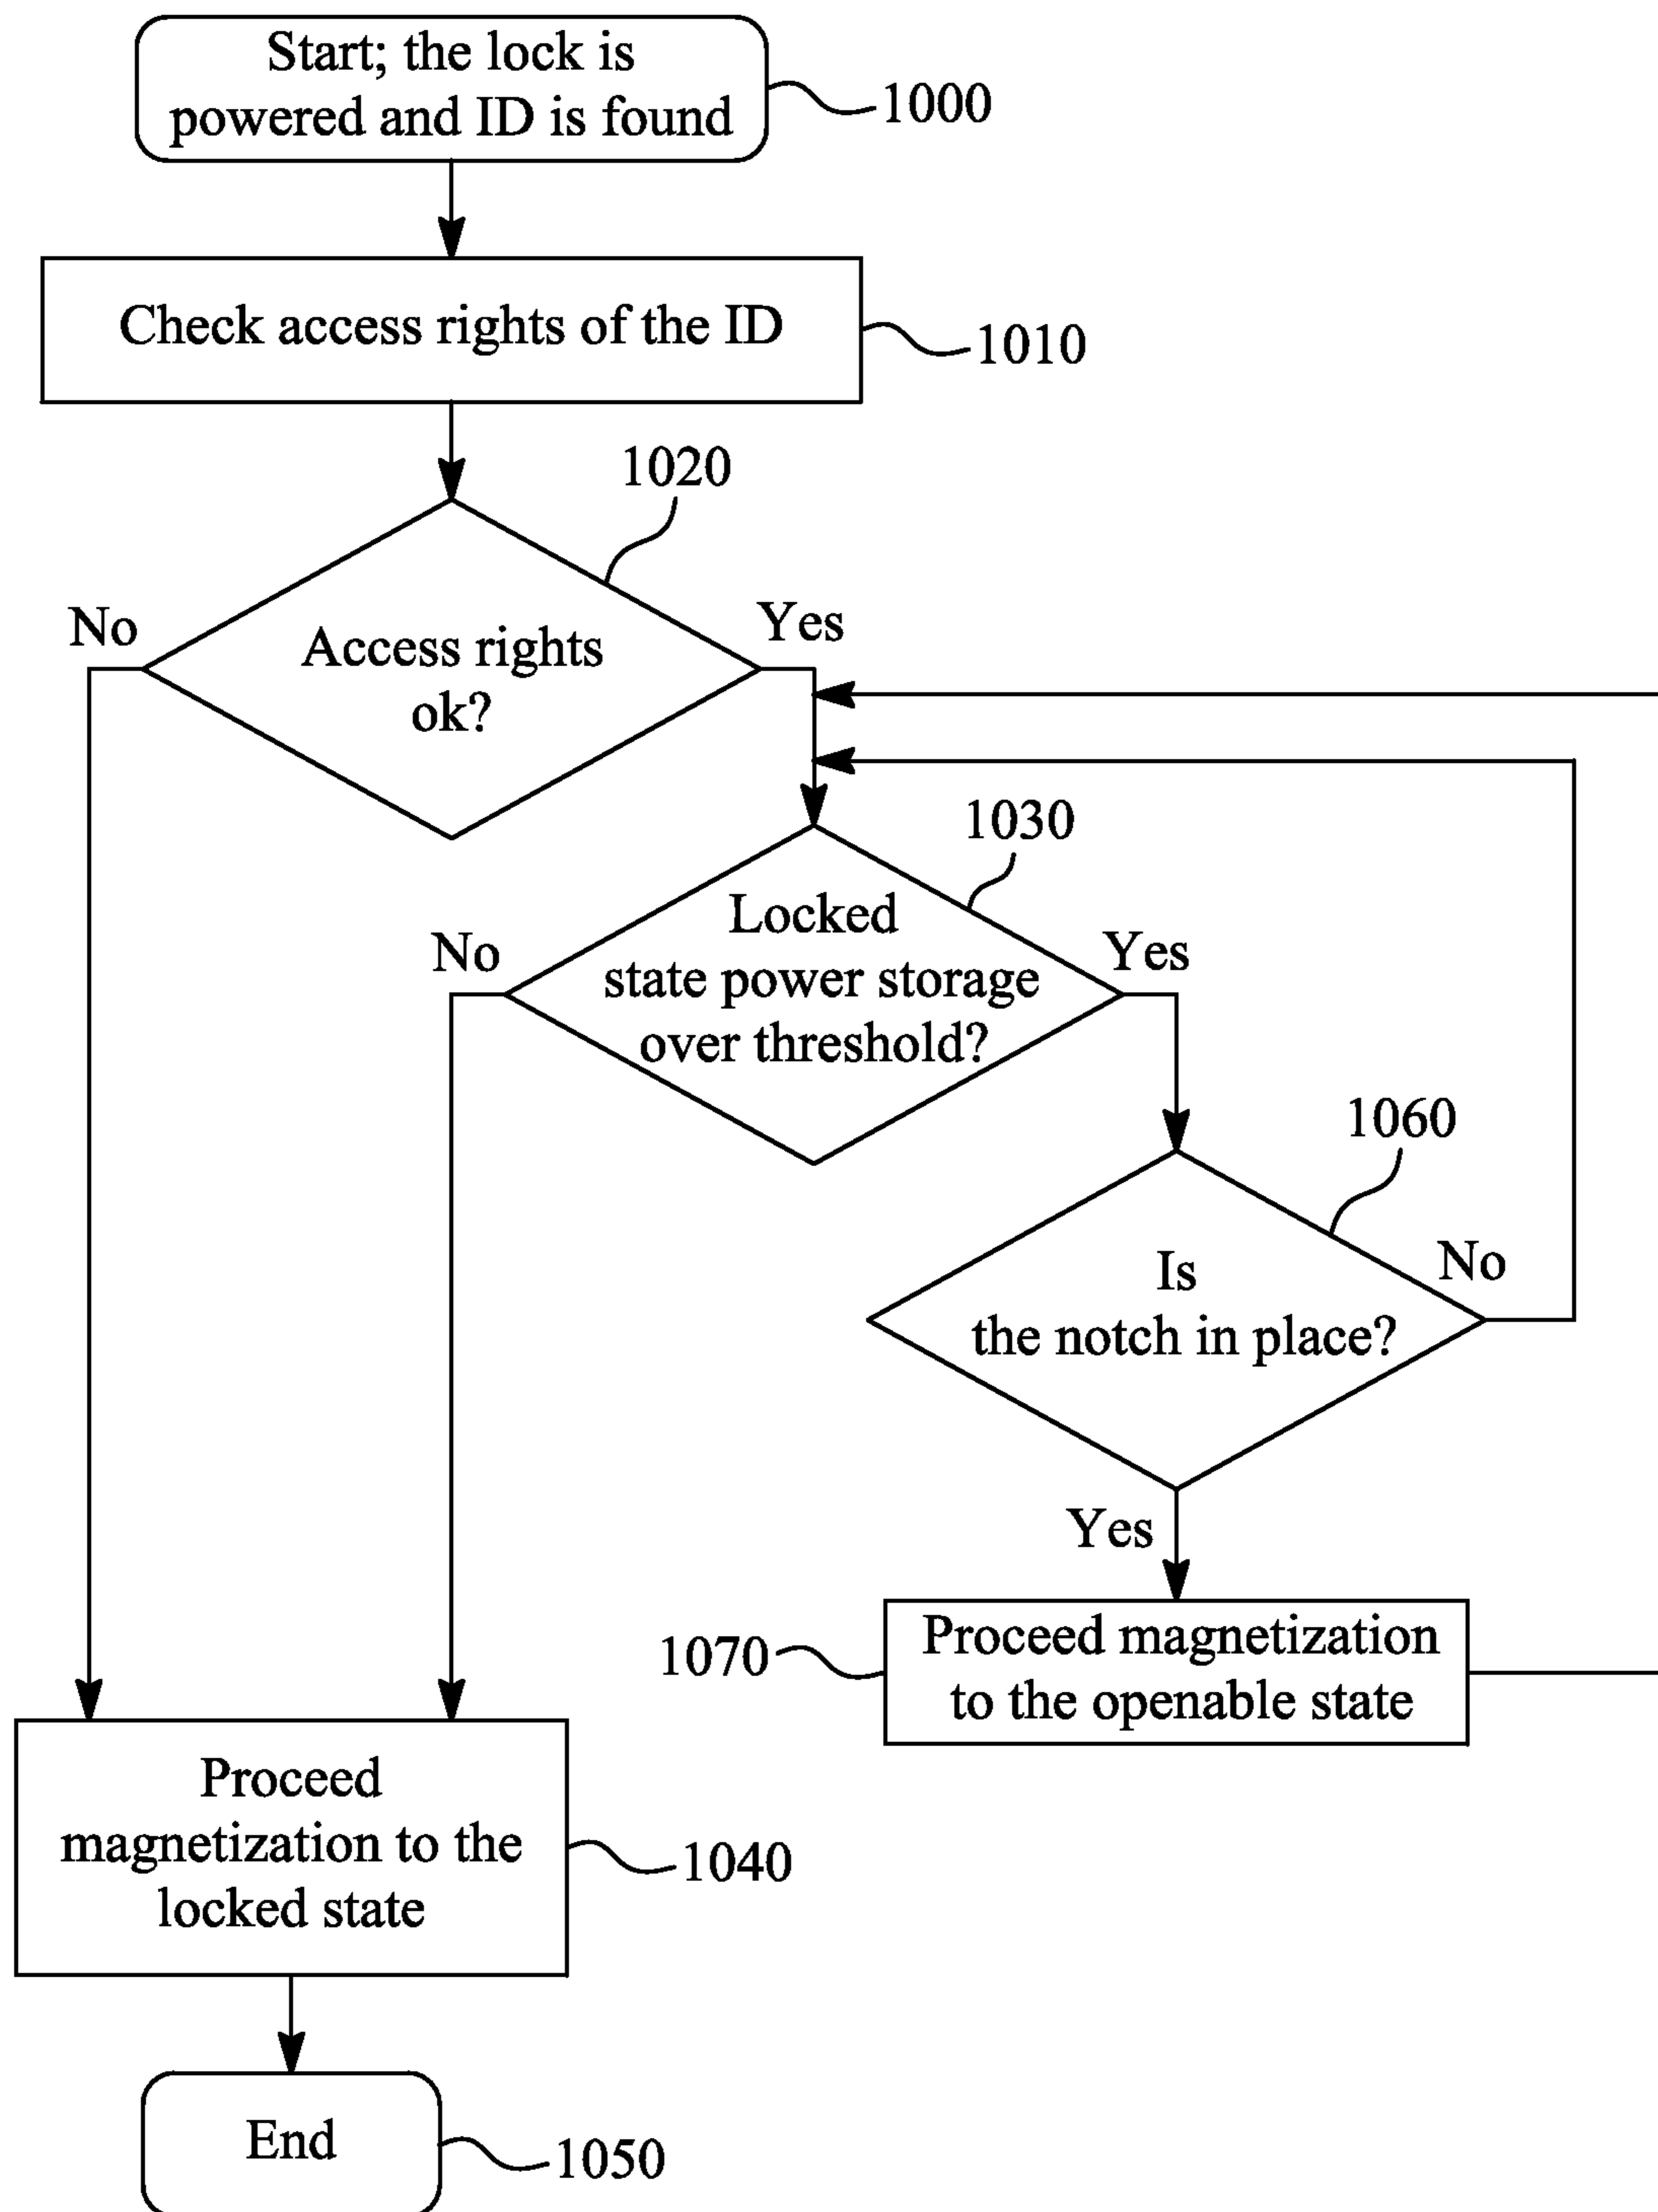 Start; the lock is
powered and ID is found
1000
Check access rights of the ID
1010
1020
No
Yes
Access rights
ok?
1030
No
Locked
state power storage
over threshold?
Yes
1060
Is
the notch in place?
No
Yes
1070
Proceed magnetization
to the openable state
Proceed
magnetization to the
locked state
1040
End
1050